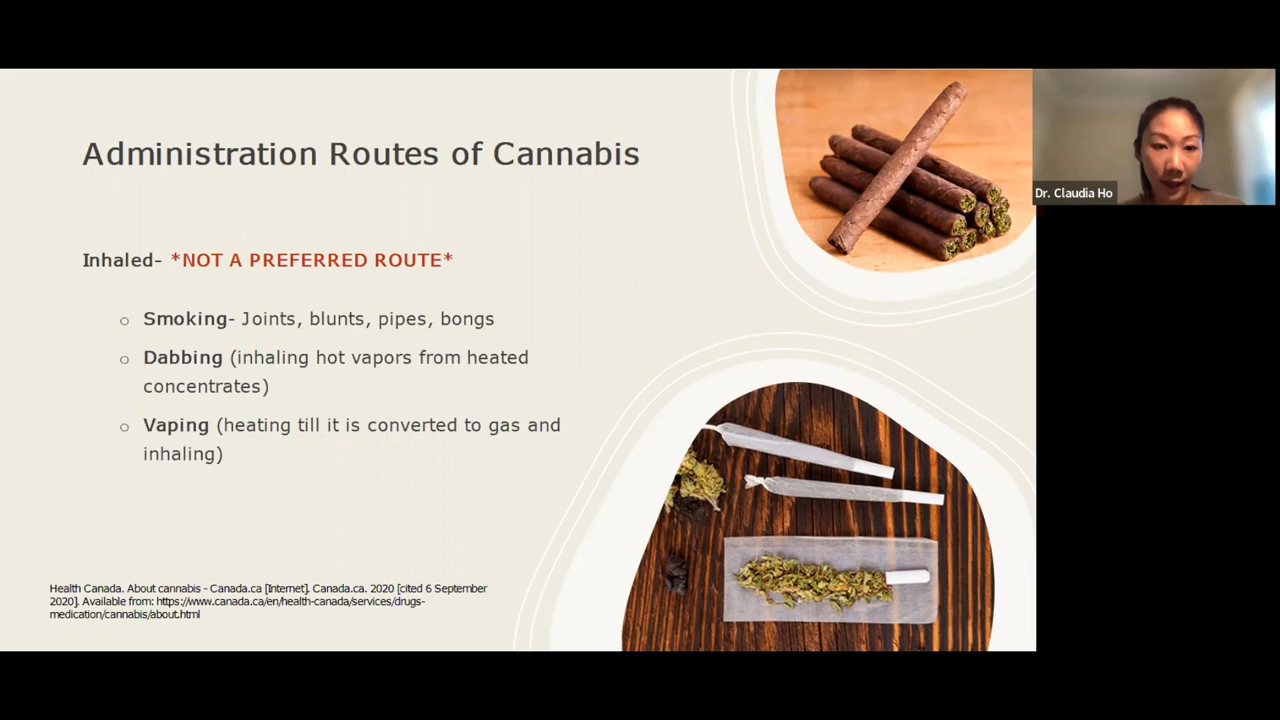 Administration Routes of Cannabis
Inhaled- *NOT A PREFERRED ROUTE*
o Smoking- Joints, blunts, pipes, bongs
o Dabbing (inhaling hot vapors from heated
concentrates)
o Vaping (heating till it is converted to gas and
inhaling)
Health Canada. About cannabis - Canada.ca [Internet]. Canada.ca. 2020 [cited 6 September
2020]. Available from: https://www.canada.ca/en/health-canada/services/drugs-
medication/cannabis/about.html
Dr. Claudia Ho